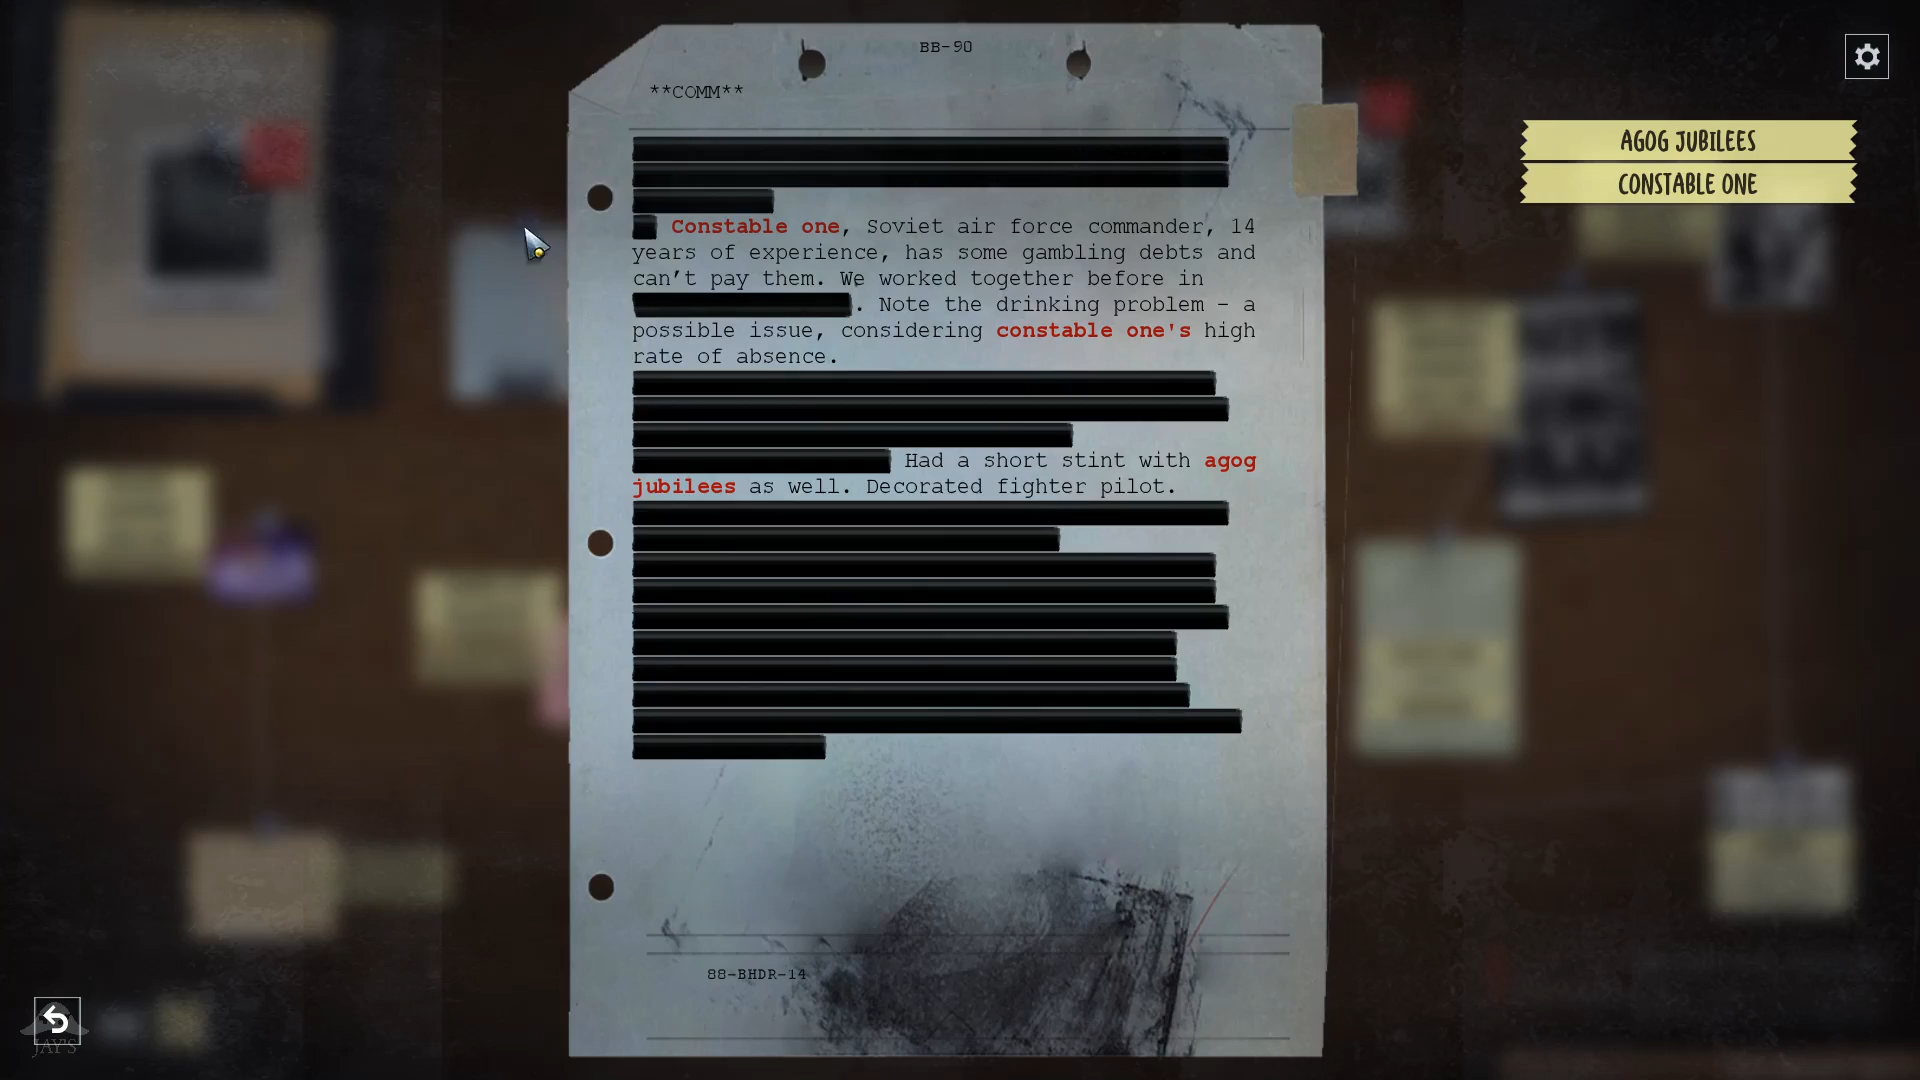 BB-90
**COMM**
AGOG JUBILEES
CONSTABLE ONE
Constable one, Soviet air force commander, 14
years of experience, has some gambling debts and
can't pay them. We worked together before in
. Note the drinking problem - a
possible issue, considering constable one's high
rate of absence.
Had a short stint with agog
jubilees as well. Decorated fighter pilot.
88-BHDR-14
JAY'S